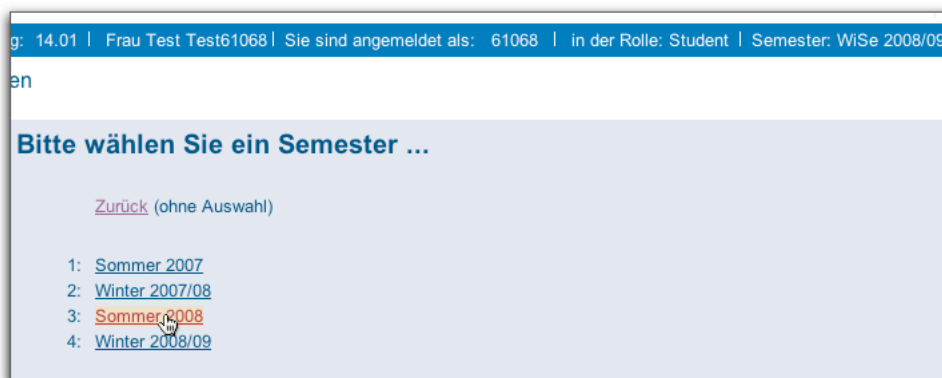 g: 14.01 | Frau Test Test61068 | Sie sind angemeldet als: 61068 | in der Rolle: Student | Semester: WiSe 2008/09
en
Bitte wählen Sie ein Semester ...
Zurück (ohne Auswahl)
1: Sommer 2007
2: Winter 2007/08
3: Sommer 2008
4: Winter 2008/09